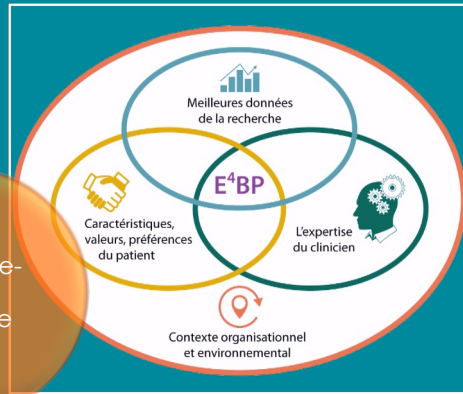 Meilleures données
de la recherche
E⁴BP
Caractéristiques,
valeurs, préférences
du patient
L'expertise
du clinicien
Contexte organisationnel
et environnemental